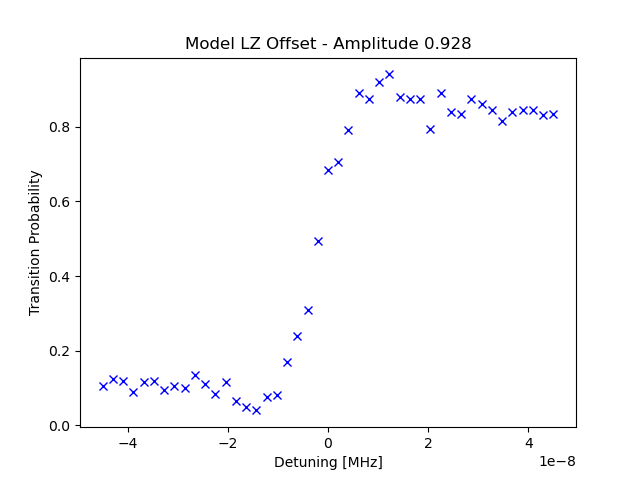 Model LZ Offset - Amplitude 0.928
Transition Probability
0.8
0.6
0.4
0.2
0.0
−4
−2
0
2
4
1e−8
Detuning [MHz]